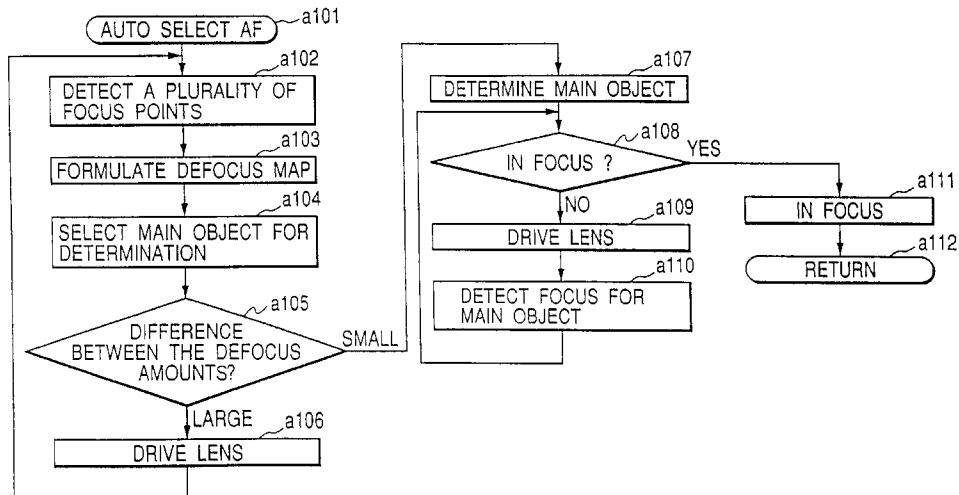 AUTO SELECT AF
a101
a102
DETECT A PLURALITY OF
FOCUS POINTS
a103
FORMULATE DEFOCUS MAP
a104
SELECT MAIN OBJECT FOR
DETERMINATION
a105
DIFFERENCE
BETWEEN THE DEFOCUS
AMOUNTS?
SMALL
LARGE
a106
DRIVE LENS
a107
DETERMINE MAIN OBJECT
a108
IN FOCUS ?
YES
NO
a109
DRIVE LENS
a110
DETECT FOCUS FOR
MAIN OBJECT
a111
IN FOCUS
a112
RETURN